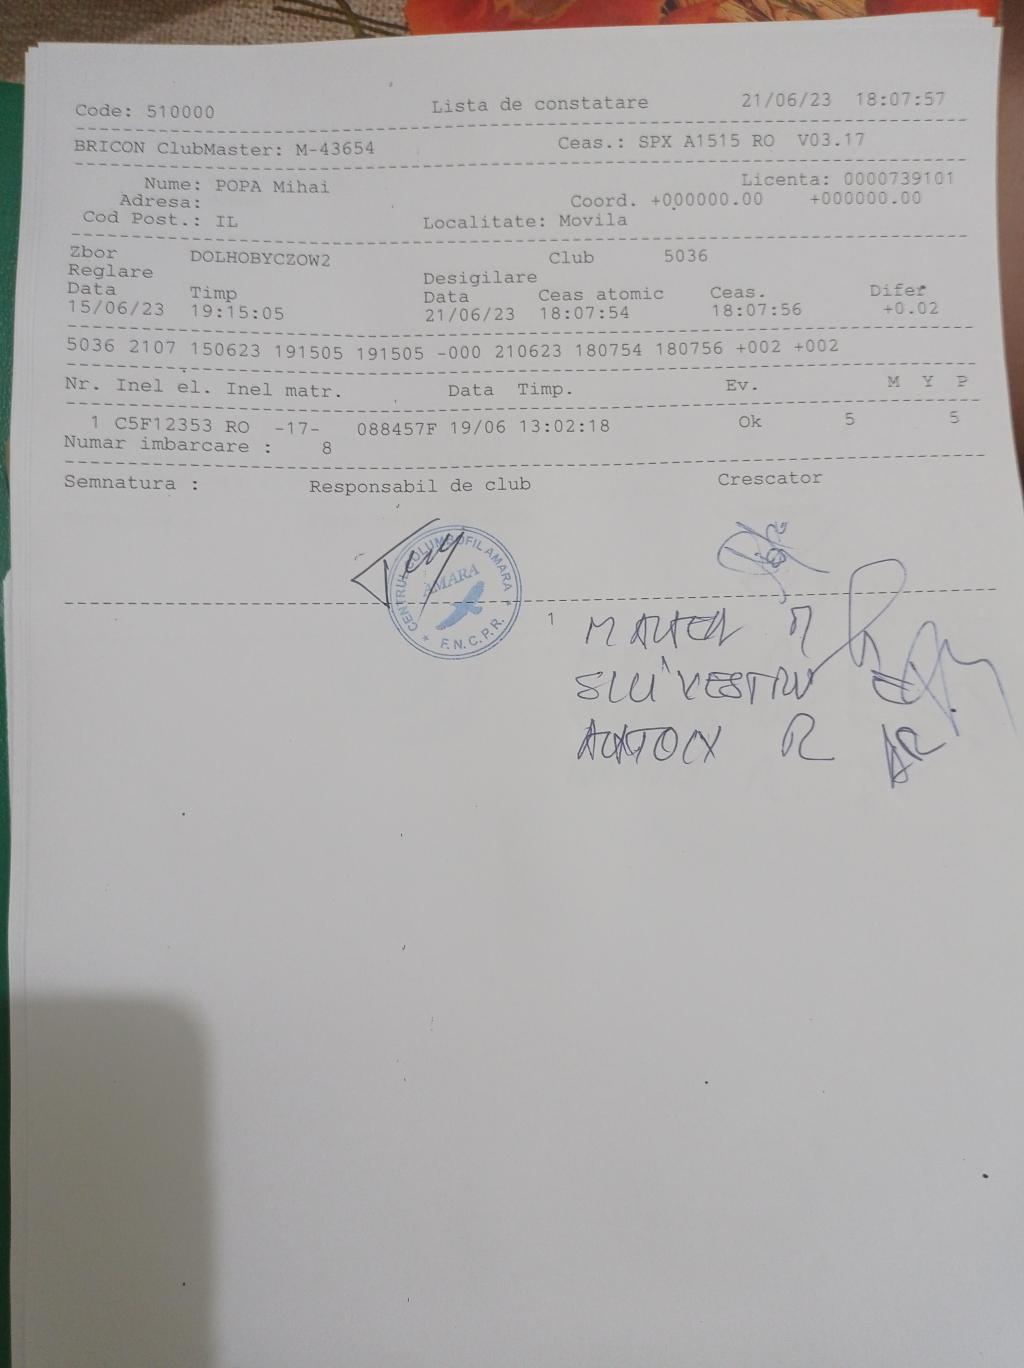 Code: 510000 Lista de constatare 21/06/23 18:07:57
BRICON ClubMaster: M-43654 Ceas.: SPX A1515 RO V03.17
Nume: POPA Mihai Licenta: 0000739101
Adresa: Coord. +000000.00 +000000.00
Cod Post.: IL Localitate: Movila
Zbor DOLHOBYCZOW2 Club 5036
Reglare Desigilare
Data Timp Data Ceas atomic Ceas. Difer
15/06/23 19:15:05 21/06/23 18:07:54 18:07:56 +0.02
5036 2107 150623 191505 191505 -000 210623 180754 180756 +002 +002
Nr. Inel el. Inel matr. Data Timp. Ev. M Y P
1 C5F12353 RO -17- 088457F 19/06 13:02:18 Ok 5 5
Numar imbarcare : 8
Semnatura : Responsabil de club Crescator
CENTRUL COLUMBOFIL AMARA
AMARA
F.N.C.P.R.
1
SILIVESTRU